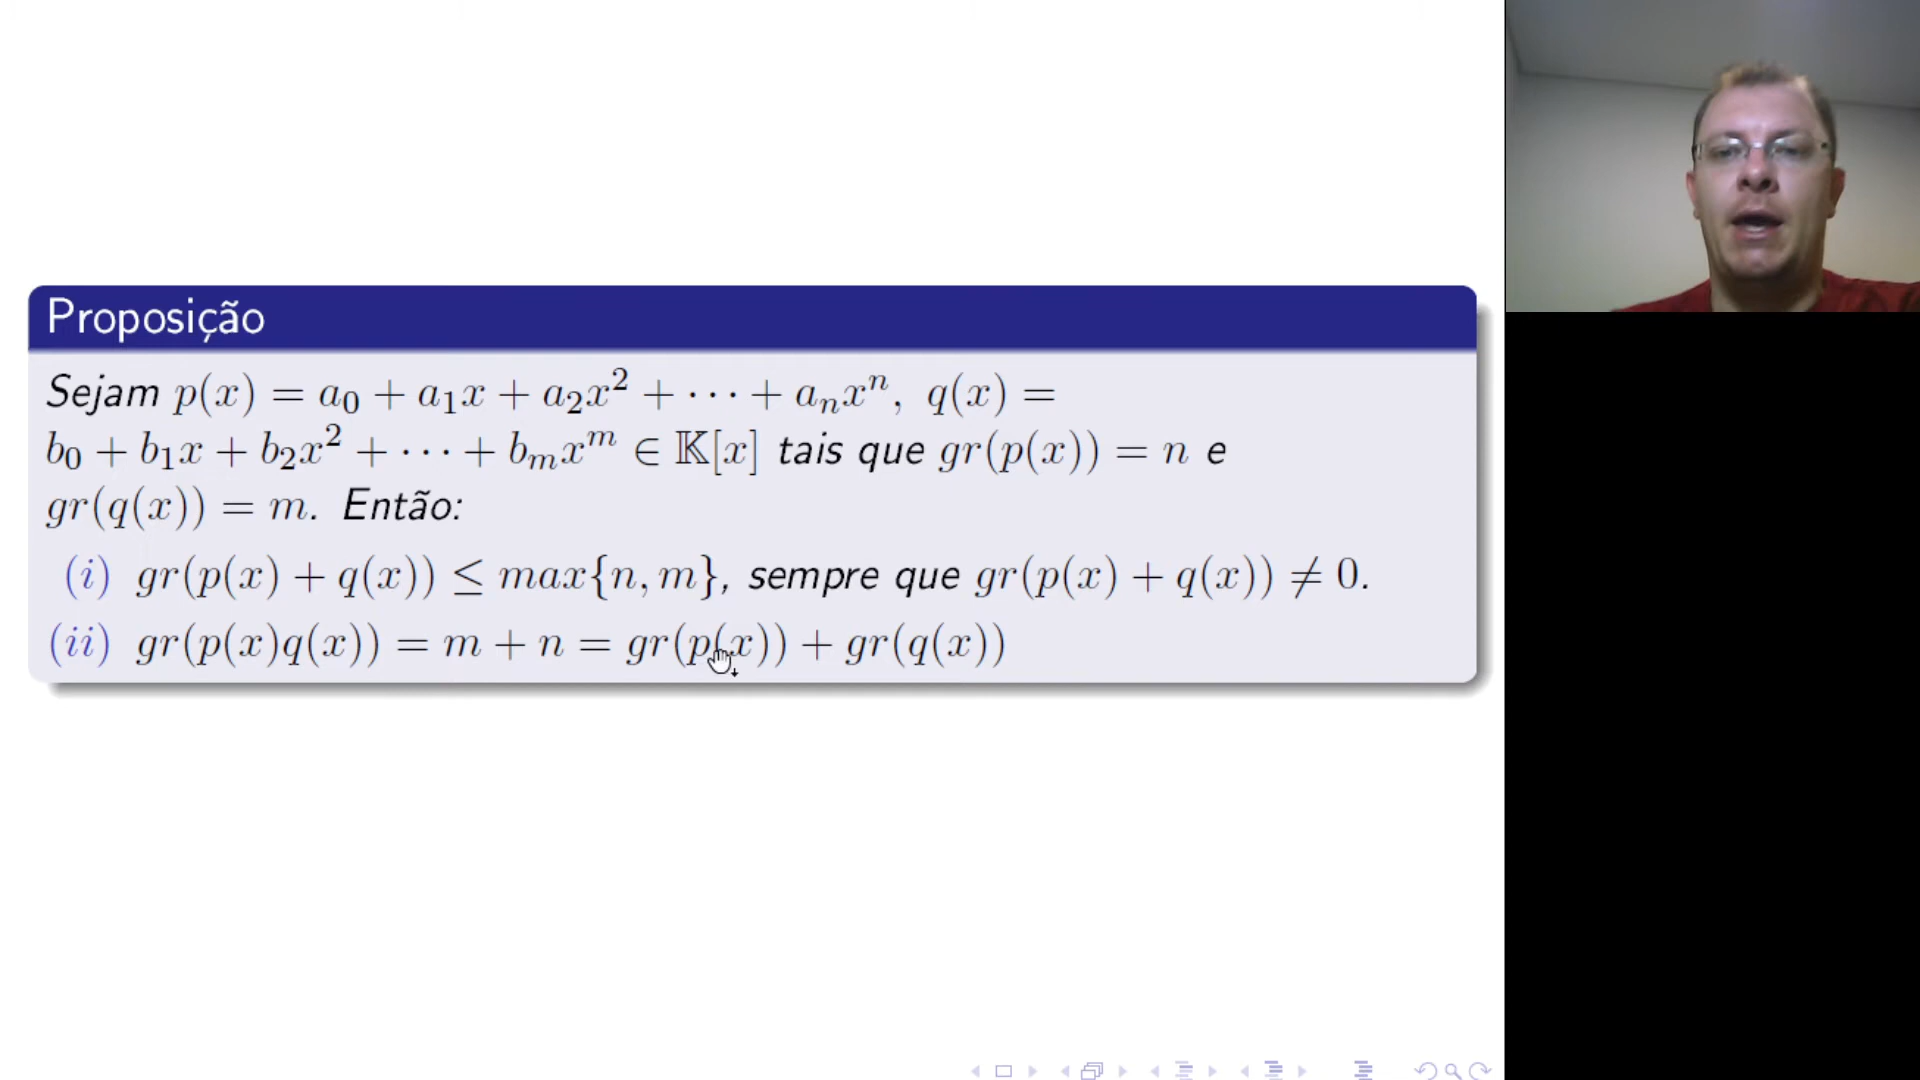 Proposição
Sejam p(x) = a₀ + a₁x + a₂x² + ⋯ + aₙxⁿ, q(x) =
b₀ + b₁x + b₂x² + ⋯ + bₘxᵐ ∈ 𝕂[x] tais que gr(p(x)) = n e
gr(q(x)) = m. Então:
(i) gr(p(x) + q(x)) ≤ max{n, m}, sempre que gr(p(x) + q(x)) ≠ 0.
(ii) gr(p(x)q(x)) = m + n = gr(p(x)) + gr(q(x))